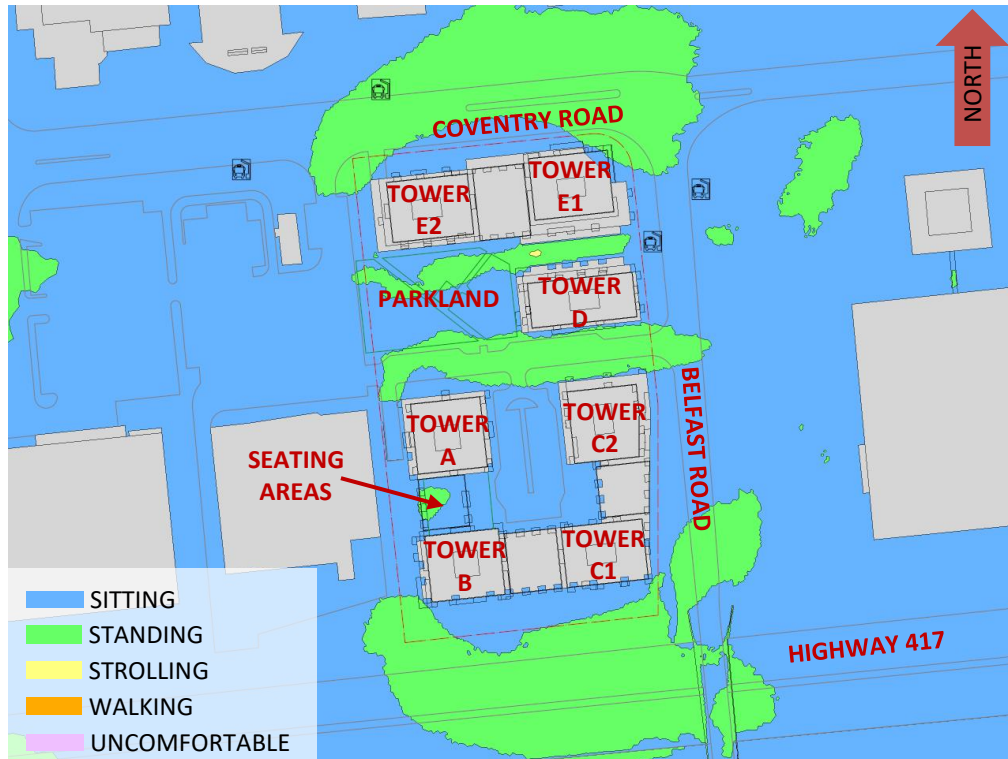 NORTH
COVENTRY ROAD
TOWER
E2
TOWER
E1
PARKLAND
TOWER
D
BELFAST ROAD
TOWER
A
TOWER
C2
SEATING
AREAS
TOWER
B
TOWER
C1
HIGHWAY 417
SITTING
STANDING
STROLLING
WALKING
UNCOMFORTABLE